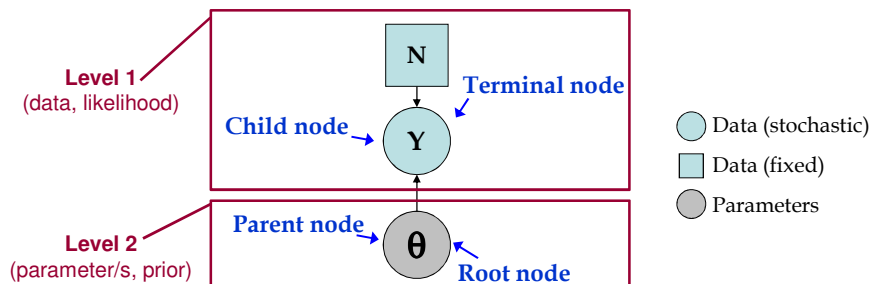 Level 1
(data, likelihood)
N
Terminal node
Child node
Y
Data (stochastic)
Data (fixed)
Parameters
Level 2
(parameter/s, prior)
Parent node
θ
Root node